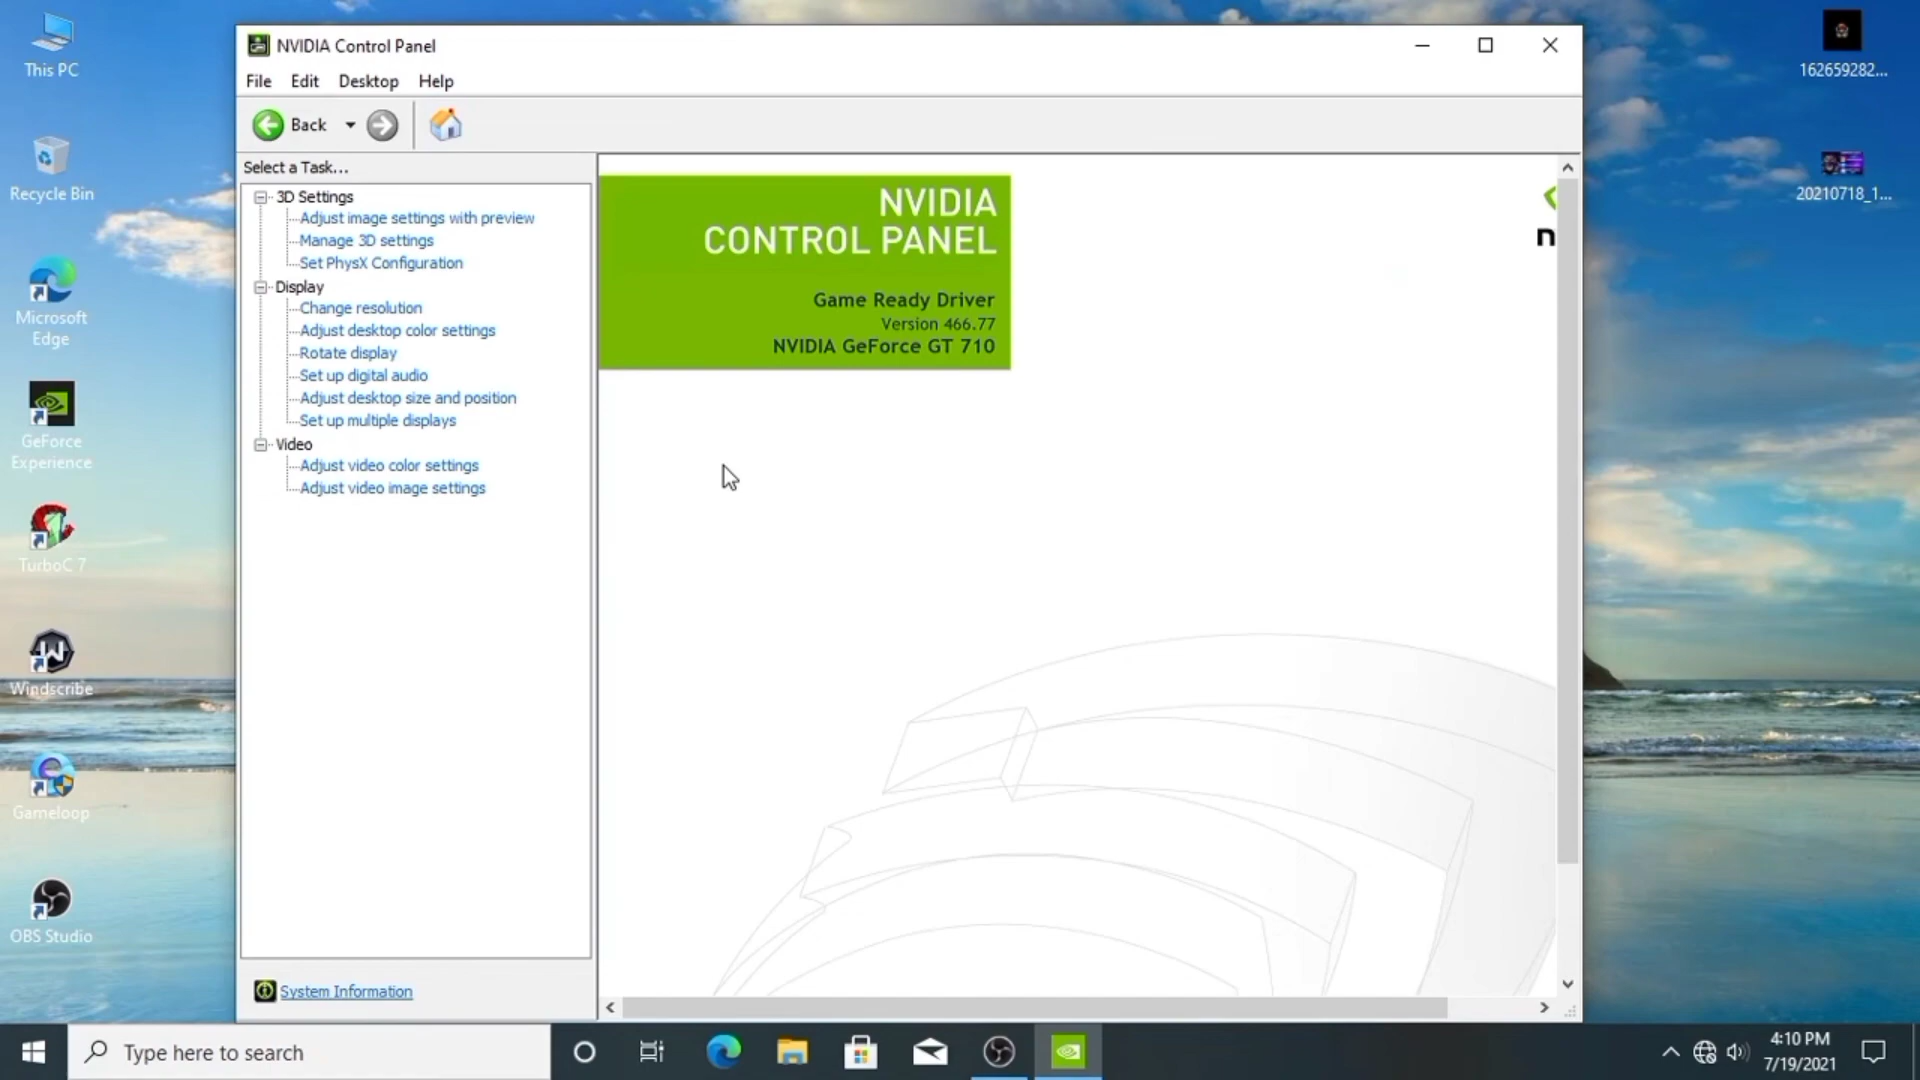 This PC
Recycle Bin
Microsoft
Edge
GeForce
Experience
TurboC 7
Windscribe
Gameloop
OBS Studio
NVIDIA Control Panel
File Edit Desktop Help
Back
Select a Task...
3D Settings
Adjust image settings with preview
Manage 3D settings
Set PhysX Configuration
Display
Change resolution
Adjust desktop color settings
Rotate display
Set up digital audio
Adjust desktop size and position
Set up multiple displays
Video
Adjust video color settings
Adjust video image settings
System Information
NVIDIA
CONTROL PANEL
Game Ready Driver
Version 466.77
NVIDIA GeForce GT 710
n
162659282...
20210718_1...
Type here to search
4:10 PM
7/19/2021